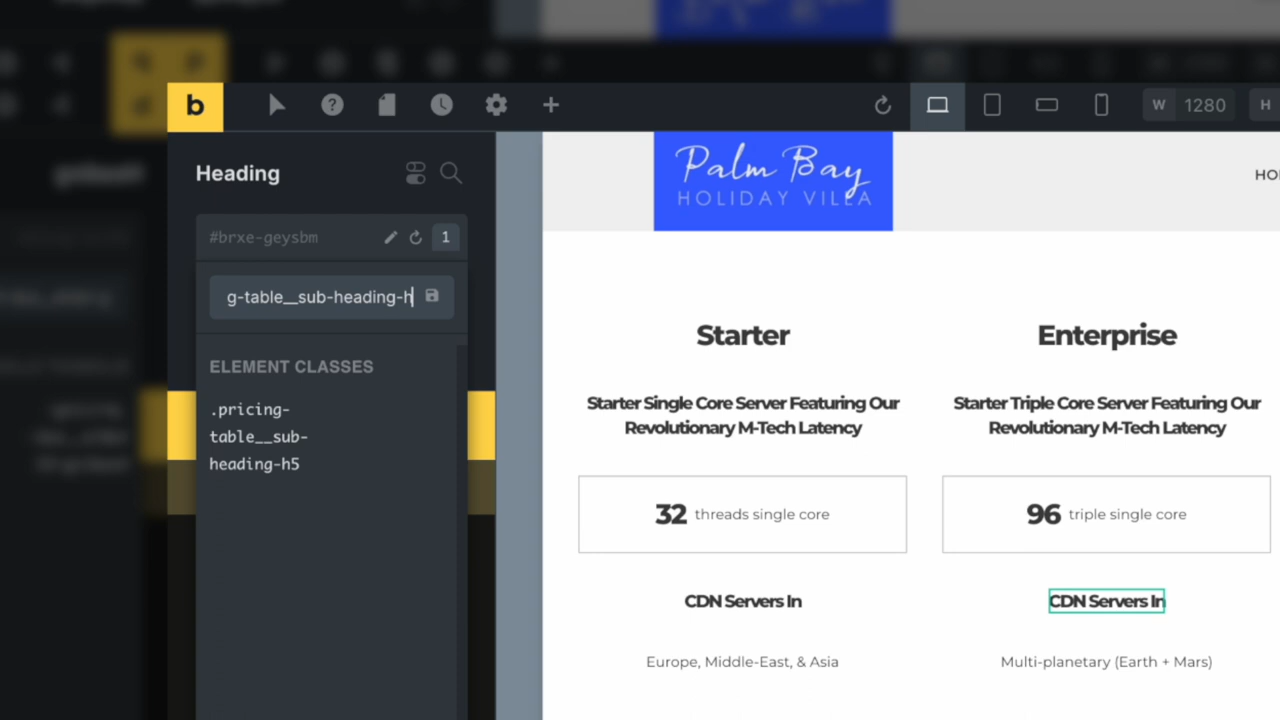 b
W 1280 H
Heading
#brxe-geysbm 1
g-table__sub-heading-h
ELEMENT CLASSES
.pricing-
table__sub-
heading-h5
Palm Bay
HOLIDAY VILLA
HO
Starter
Enterprise
Starter Single Core Server Featuring Our
Revolutionary M-Tech Latency
Starter Triple Core Server Featuring Our
Revolutionary M-Tech Latency
32 threads single core
96 triple single core
CDN Servers In
CDN Servers In
Europe, Middle-East, & Asia
Multi-planetary (Earth + Mars)